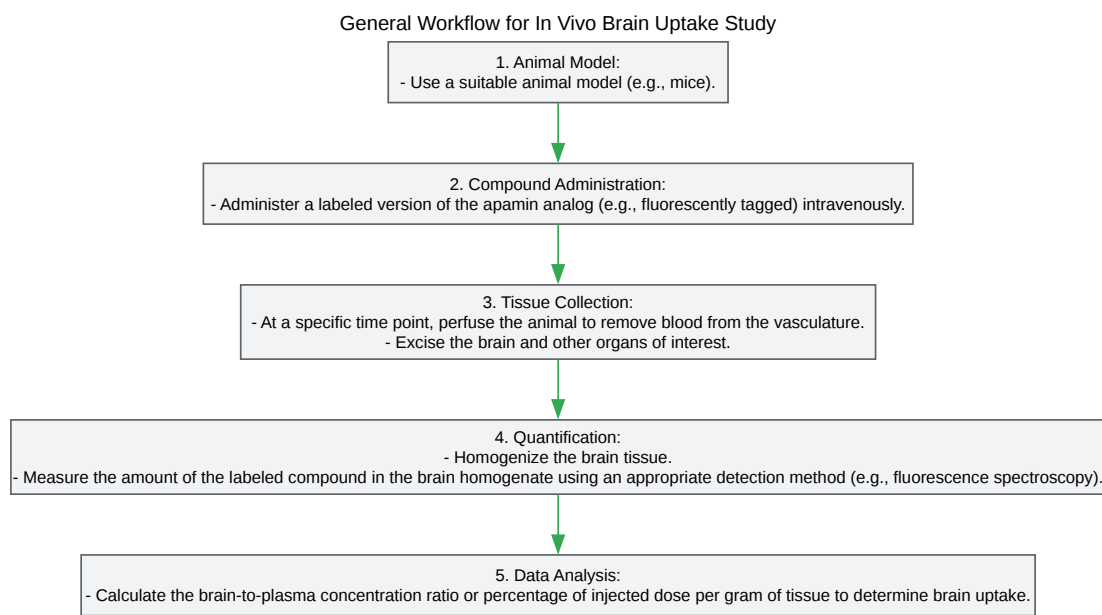 General Workflow for In Vivo Brain Uptake Study
1. Animal Model:
- Use a suitable animal model (e.g., mice).
2. Compound Administration:
- Administer a labeled version of the apamin analog (e.g., fluorescently tagged) intravenously.
3. Tissue Collection:
- At a specific time point, perfuse the animal to remove blood from the vasculature.
- Excise the brain and other organs of interest.
4. Quantification:
- Homogenize the brain tissue.
- Measure the amount of the labeled compound in the brain homogenate using an appropriate detection method (e.g., fluorescence spectroscopy).
5. Data Analysis:
- Calculate the brain-to-plasma concentration ratio or percentage of injected dose per gram of tissue to determine brain uptake.